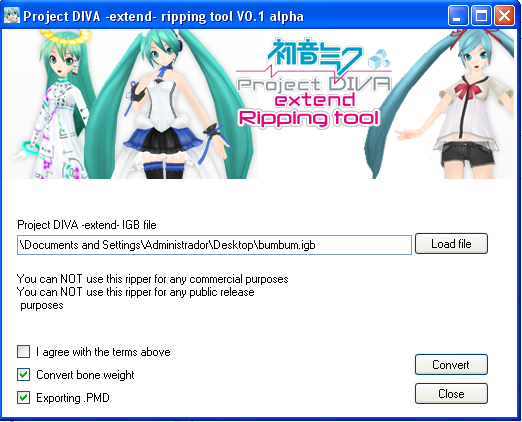 Project DIVA -extend- ripping tool V0.1 alpha
初音ミク
Project DIVA
extend
Ripping tool
Project DIVA -extend- IGB file
\Documents and Settings\Administrador\Desktop\bumbum.igb
Load file
You can NOT use this ripper for any commercial purposes
You can NOT use this ripper for any public release
purposes
I agree with the terms above
Convert bone weight
Convert
Exporting .PMD
Close